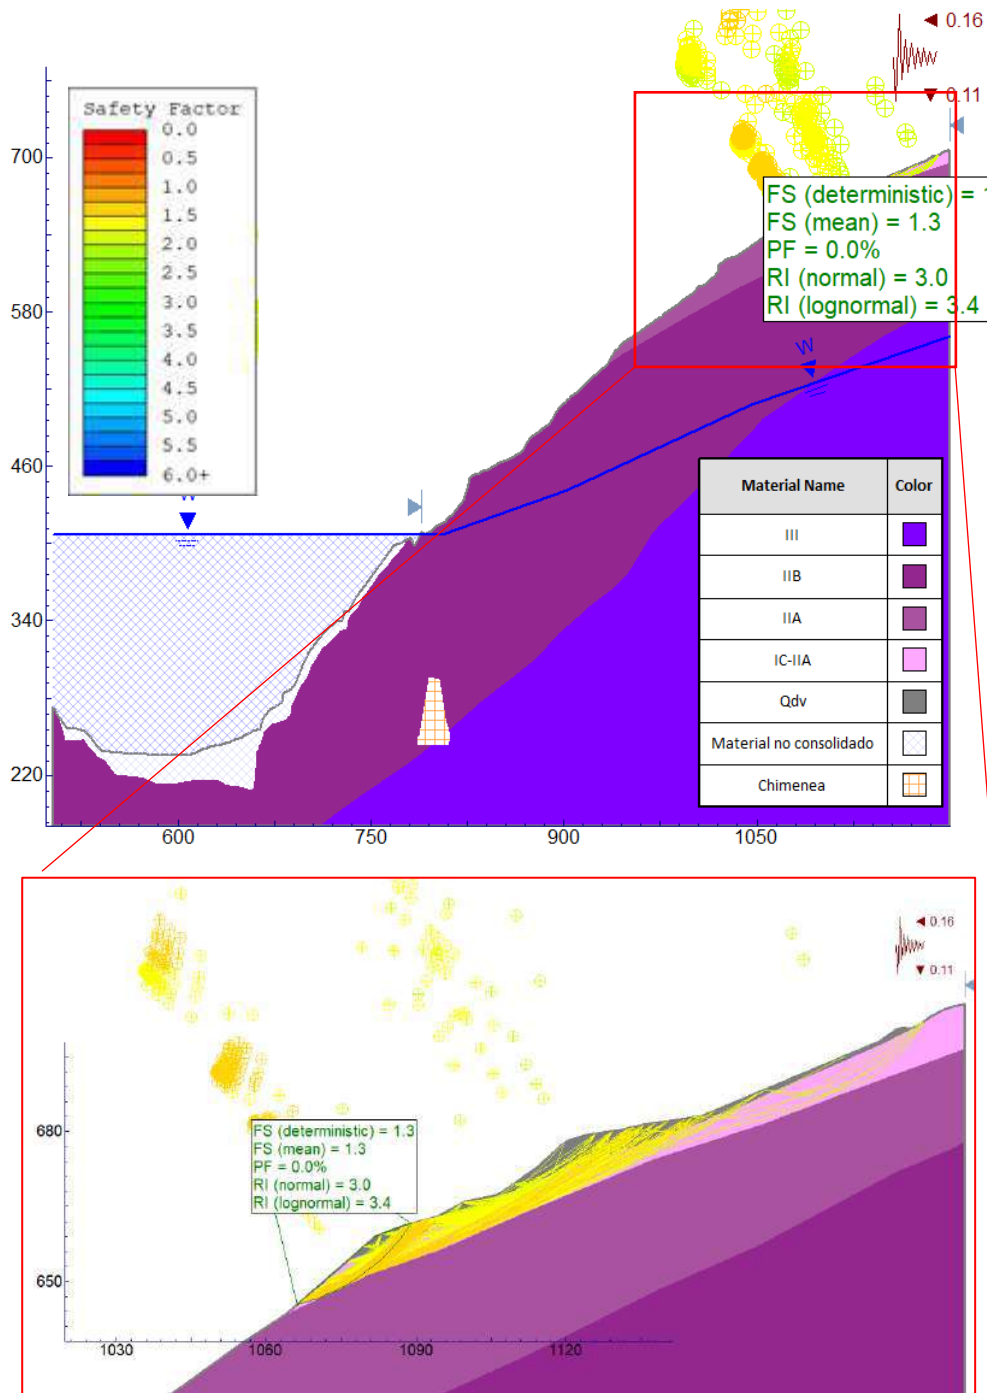 0.16
0.11
Safety Factor
0.0
0.5
1.0
1.5
2.0
2.5
3.0
3.5
4.0
4.5
5.0
5.5
6.0+
700
580
460
340
220
FS (deterministic) = 1
FS (mean) = 1.3
PF = 0.0%
RI (normal) = 3.0
RI (lognormal) = 3.4
W
W
Material Name Color
III
IIB
IIA
IC-IIA
Qdv
Material no consolidado
Chimenea
600 750 900 1050
0.16
0.11
680
650
FS (deterministic) = 1.3
FS (mean) = 1.3
PF = 0.0%
RI (normal) = 3.0
RI (lognormal) = 3.4
1030 1060 1090 1120